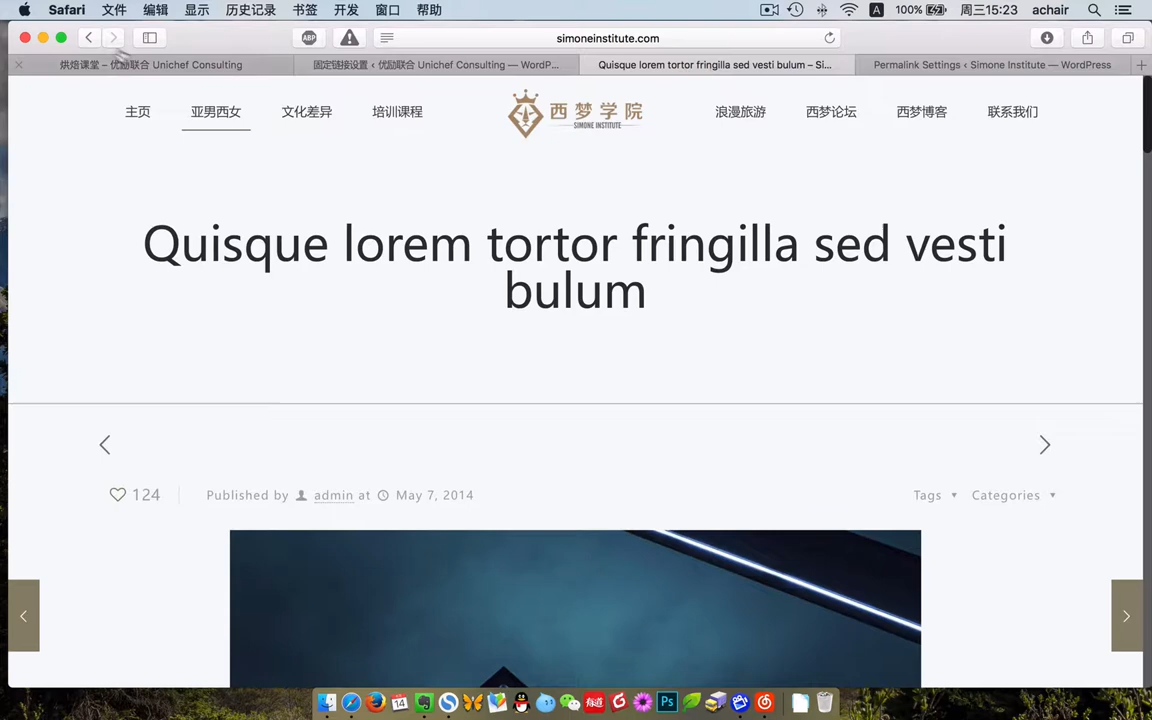 Safari 文件 编辑 显示 历史记录 书签 开发 窗口 帮助 A 100% 周三15:23 achair
ABP simoneinstitute.com
烘焙课堂 – 优励联合 Unichef Consulting 固定链接设置 ‹ 优励联合 Unichef Consulting — WordP... Quisque lorem tortor fringilla sed vesti bulum – Si... Permalink Settings ‹ Simone Institute — WordPress
主页 亚男西女 文化差异 培训课程 西梦学院 浪漫旅游 西梦论坛 西梦博客 联系我们
SIMONE INSTITUTE
Quisque lorem tortor fringilla sed vesti
bulum
124 Published by admin at May 7, 2014 Tags Categories
14 有道 Ps